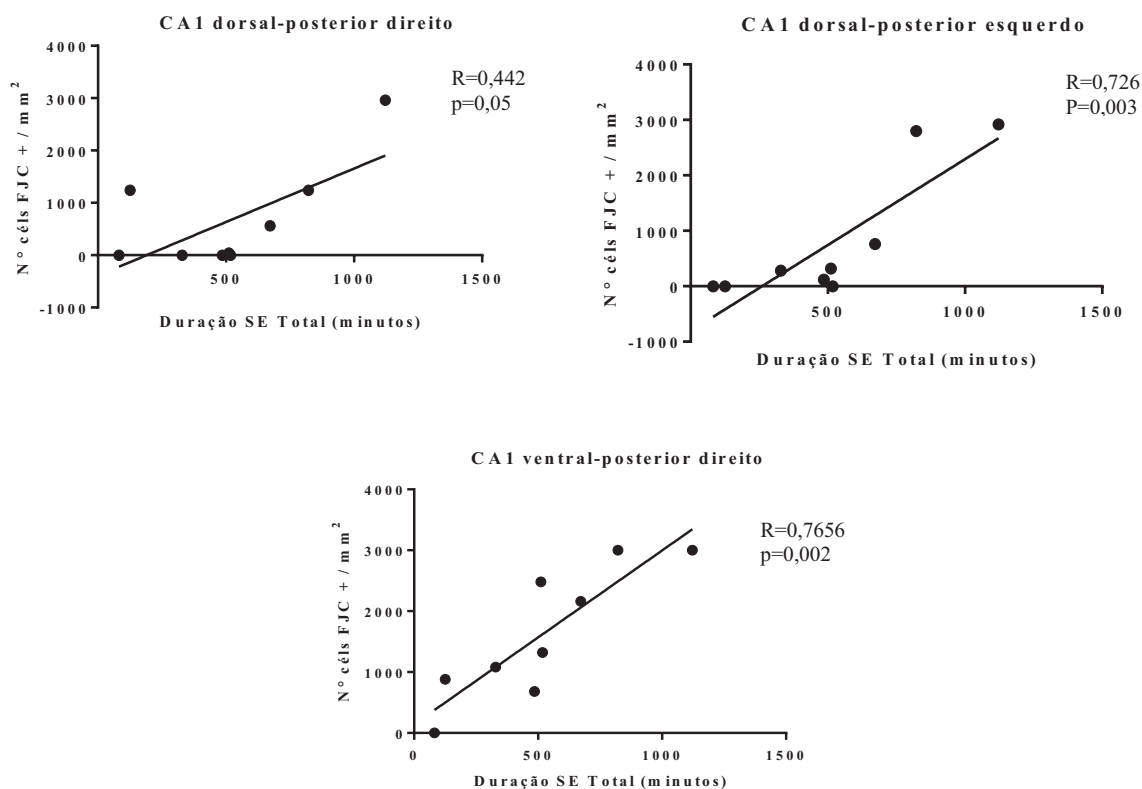 CA1 dorsal-posterior direito
4000
3000
2000
1000
0
-1000
500
1000
1500
N° céls FJC + / mm²
Duração SE Total (minutos)
R=0,442
p=0,05
CA1 dorsal-posterior esquerdo
4000
3000
2000
1000
0
-1000
500
1000
1500
N° céls FJC + / mm²
Duração SE Total (minutos)
R=0,726
P=0,003
CA1 ventral-posterior direito
4000
3000
2000
1000
0
0
500
1000
1500
N° céls FJC + / mm²
Duração SE Total (minutos)
R=0,7656
p=0,002